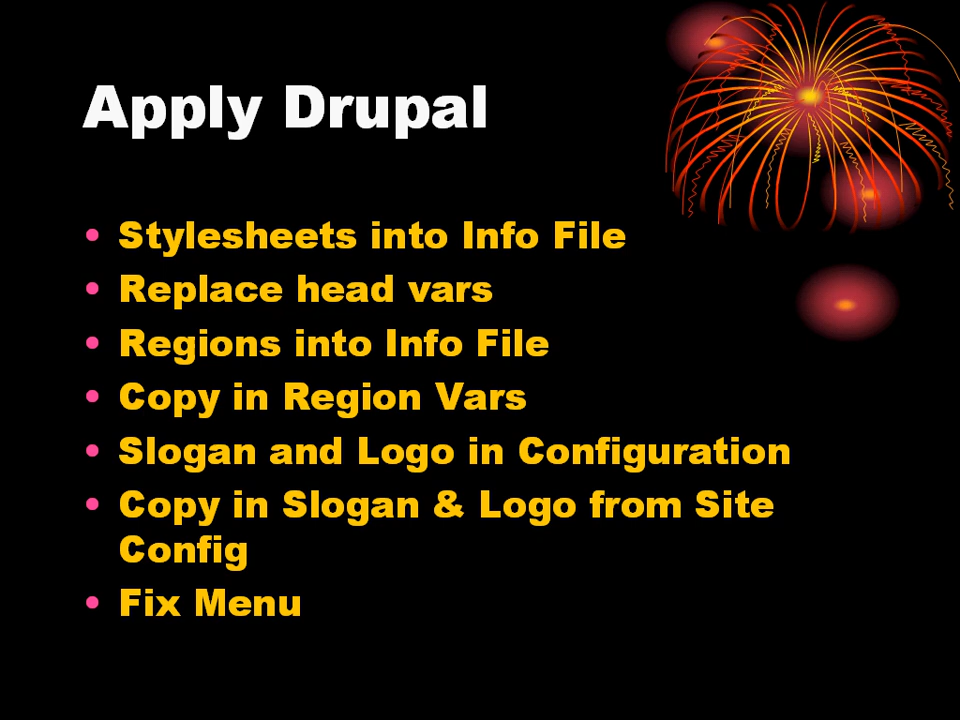 Apply Drupal
• Stylesheets into Info File
• Replace head vars
• Regions into Info File
• Copy in Region Vars
• Slogan and Logo in Configuration
• Copy in Slogan & Logo from Site
Config
• Fix Menu